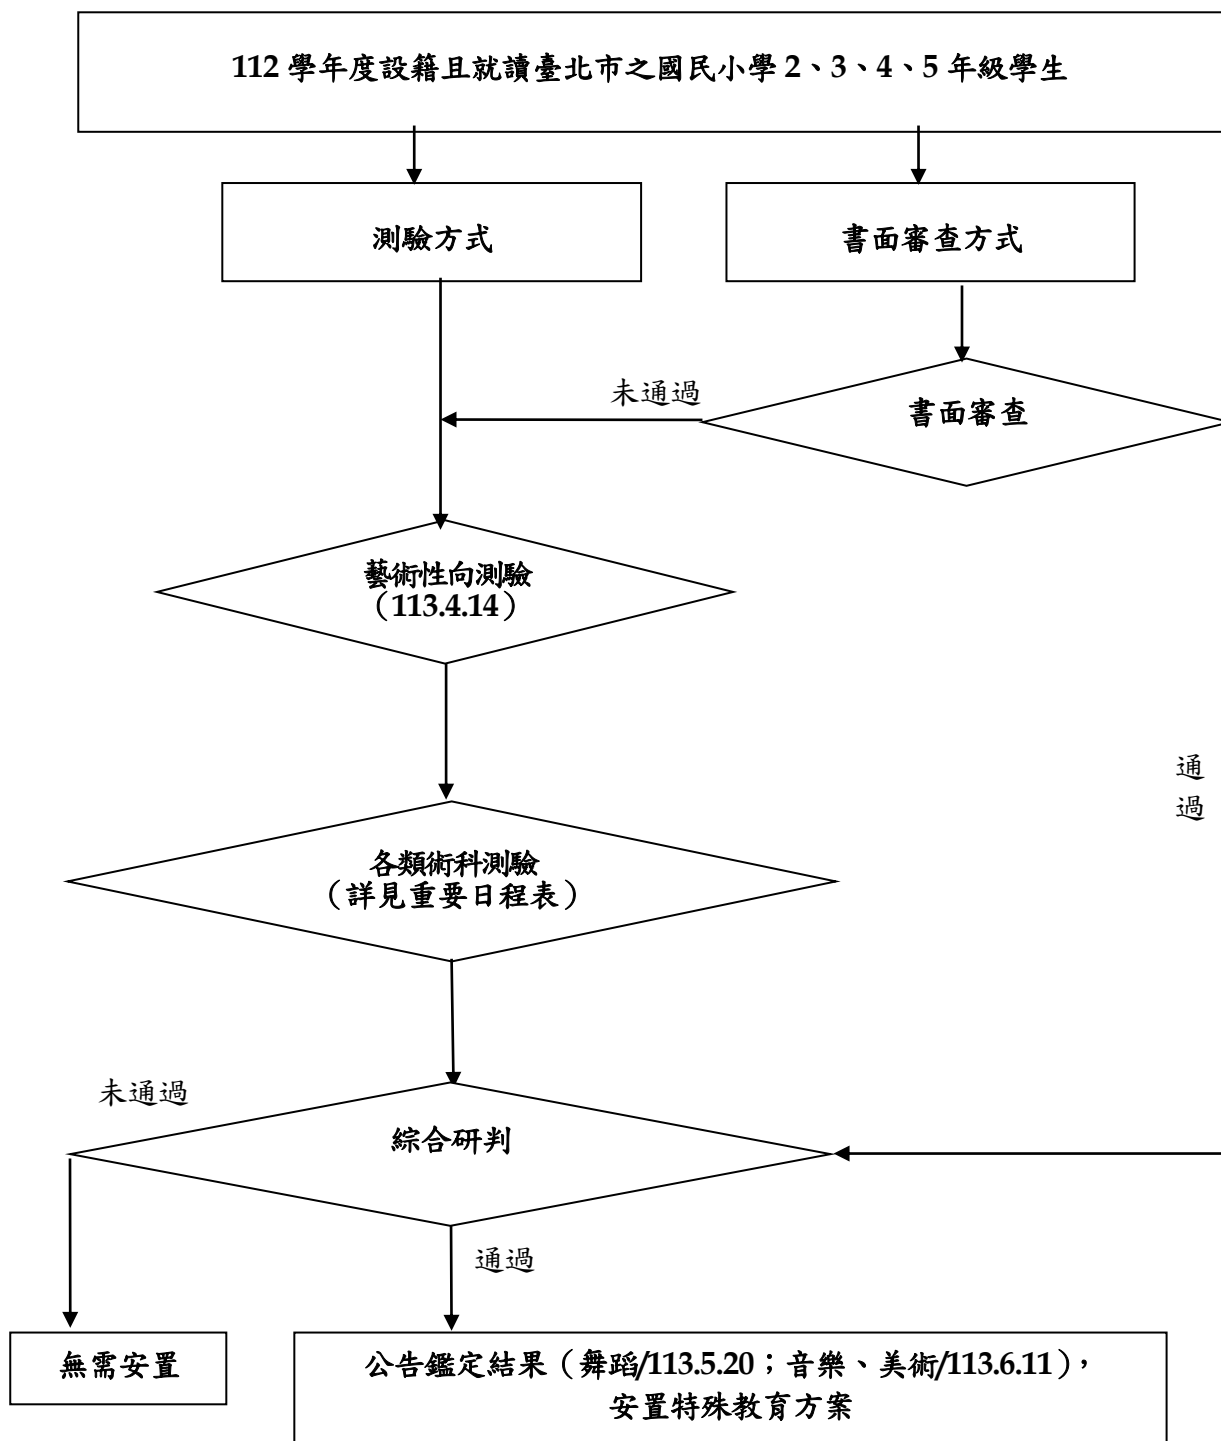 112 學年度設籍且就讀臺北市之國民小學 2、3、4、5 年級學生
測驗方式
書面審查方式
未通過
書面審查
藝術性向測驗
（113.4.14）
通
過
各類術科測驗
（詳見重要日程表）
未通過
綜合研判
通過
無需安置
公告鑑定結果（舞蹈/113.5.20；音樂、美術/113.6.11），
安置特殊教育方案